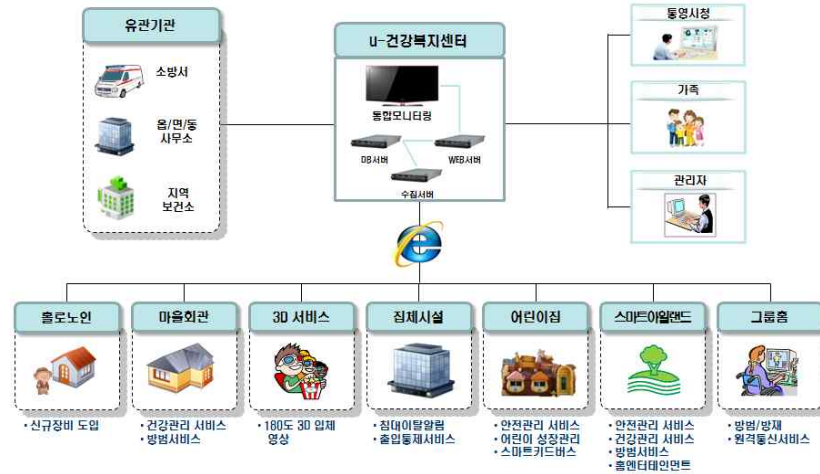 유관기관
소방서
읍/면/동
사무소
지역
보건소
u-건강복지센터
통합모니터링
DB서버
WEB서버
수집서버
통영시청
가족
관리자
홀로노인
• 신규장비 도입
마을회관
• 건강관리 서비스
• 방범서비스
3D 서비스
• 180도 3D 입체
영상
집체시설
• 침대이탈알림
• 출입통제서비스
어린이집
• 안전관리 서비스
• 어린이 성장관리
• 스마트키드버스
스마트아일랜드
• 안전관리 서비스
• 건강관리 서비스
• 방범서비스
• 홈엔터테인먼트
그룹홈
• 방범/방재
• 원격통신서비스